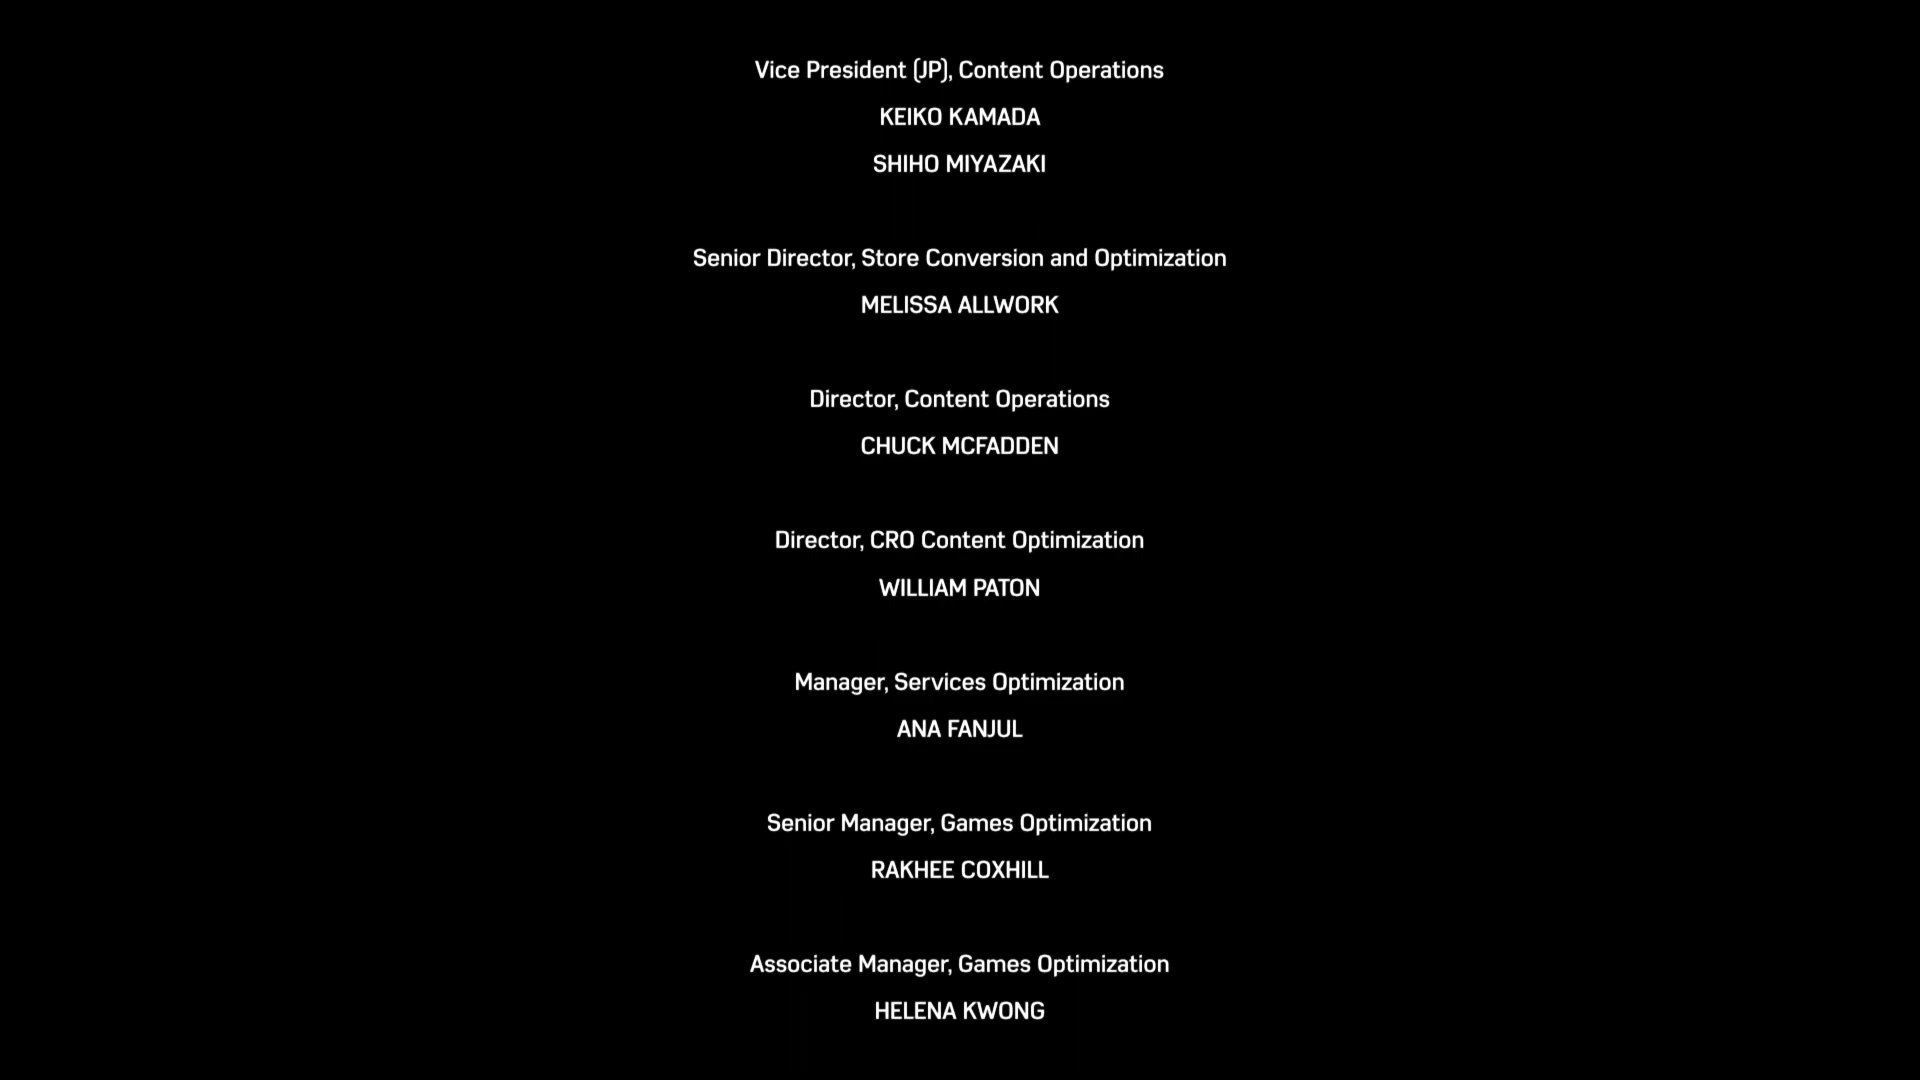 Vice President (JP), Content Operations
KEIKO KAMADA
SHIHO MIYAZAKI
Senior Director, Store Conversion and Optimization
MELISSA ALLWORK
Director, Content Operations
CHUCK MCFADDEN
Director, CRO Content Optimization
WILLIAM PATON
Manager, Services Optimization
ANA FANJUL
Senior Manager, Games Optimization
RAKHEE COXHILL
Associate Manager, Games Optimization
HELENA KWONG